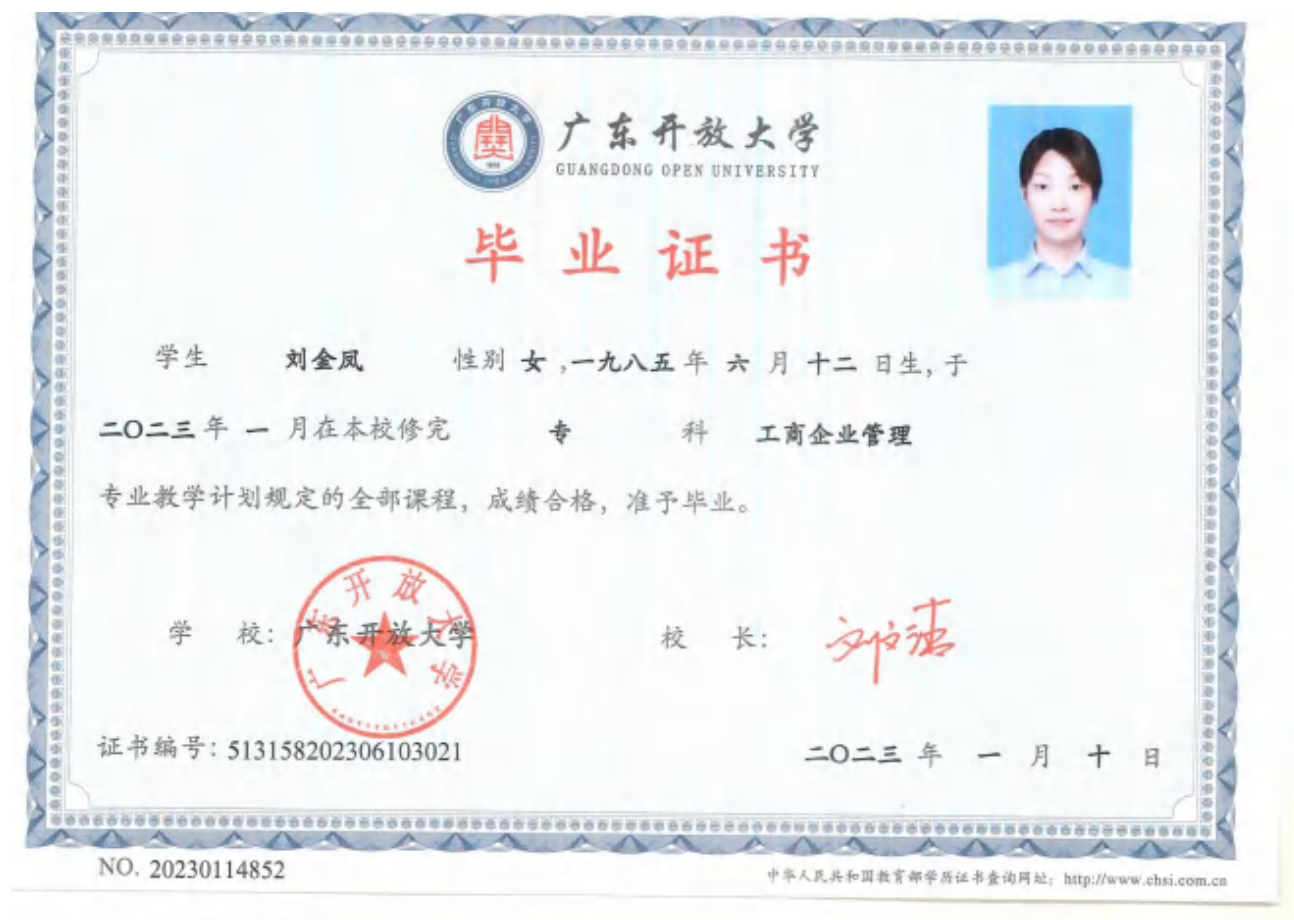 广东开放大学
GUANGDONG OPEN UNIVERSITY
毕业证书
学生 刘金凤 性别 女,一九八五年 六 月 十二 日生,于
二〇二三年 一 月在本校修完 专 科 工商企业管理
专业教学计划规定的全部课程,成绩合格,准予毕业。
学 校:广东开放大学 校 长:
广东开放大学
证书编号:513158202306103021 二〇二三 年 一 月 十 日
NO. 20230114852 中华人民共和国教育部学历证书查询网址:http://www.chsi.com.cn